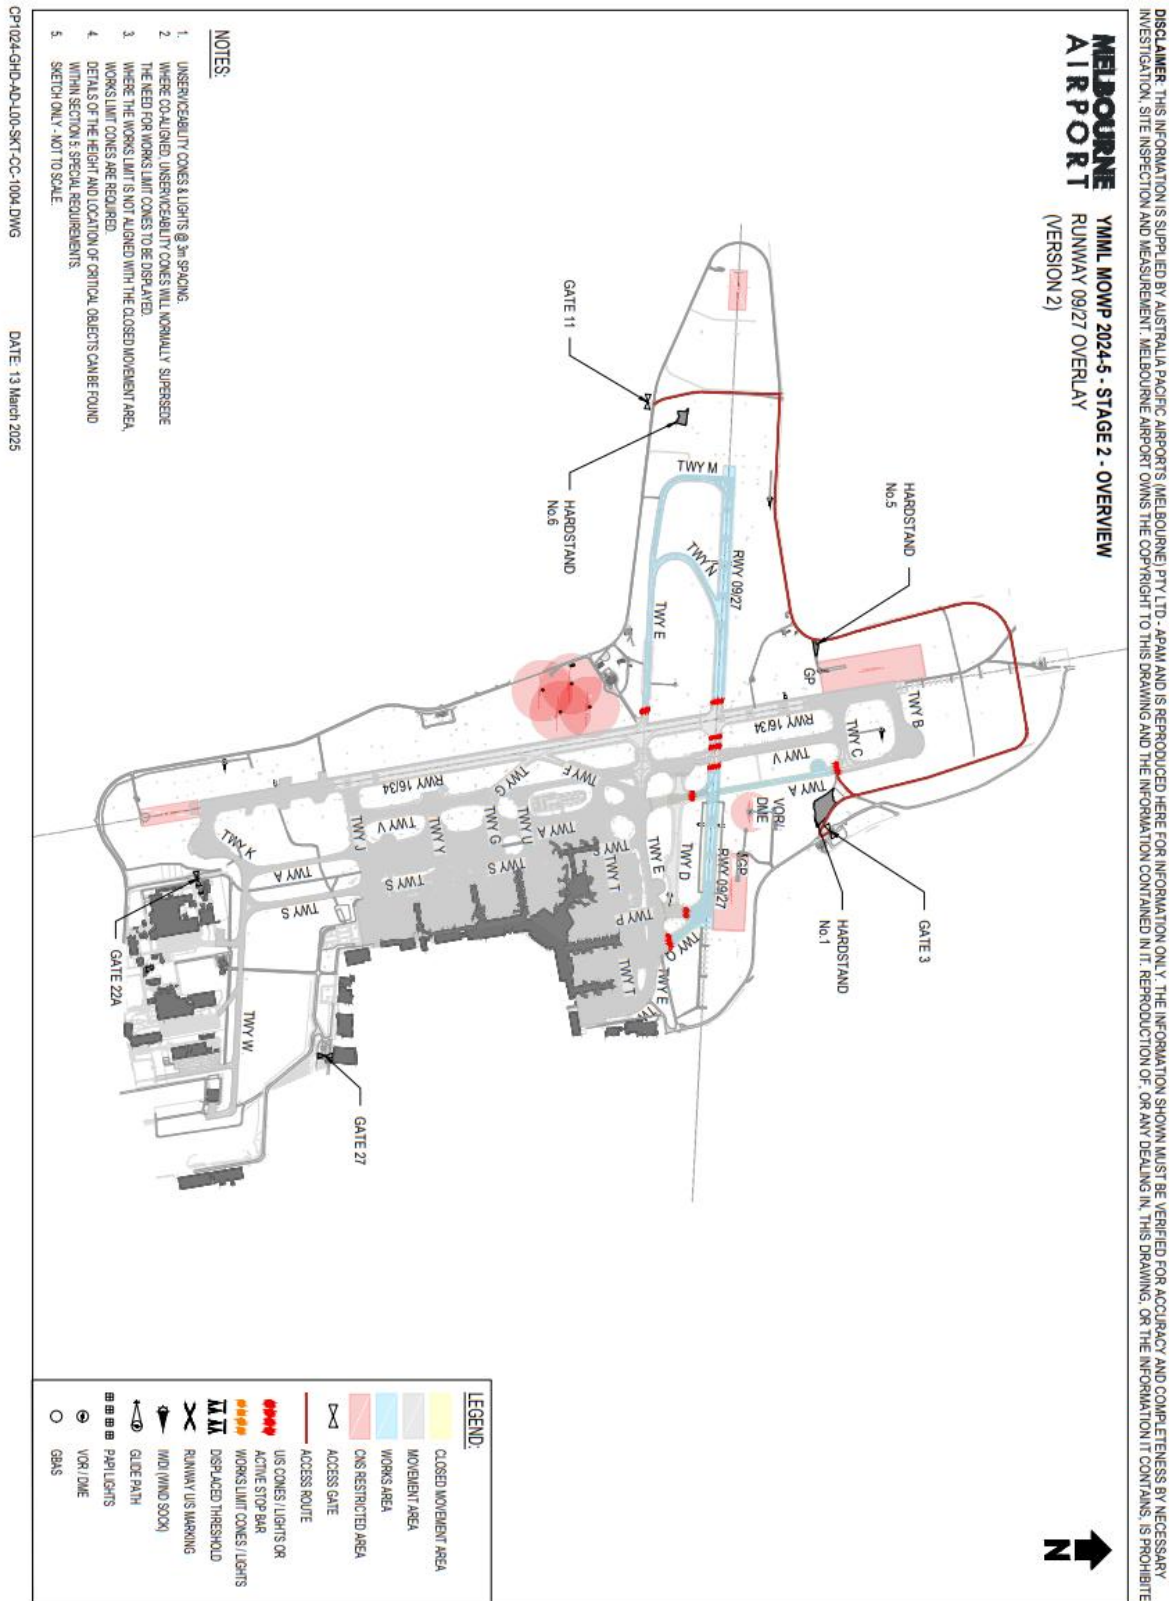 DISCLAIMER: THIS INFORMATION IS SUPPLIED BY AUSTRALIA PACIFIC AIRPORTS (MELBOURNE) PTY LTD - APAM AND IS REPRODUCED HERE FOR INFORMATION ONLY. THE INFORMATION SHOWN MUST BE VERIFIED FOR ACCURACY AND COMPLETENESS BY NECESSARY
INVESTIGATION, SITE INSPECTION AND MEASUREMENT. MELBOURNE AIRPORT OWNS THE COPYRIGHT TO THIS DRAWING AND THE INFORMATION CONTAINED IN IT. REPRODUCTION OF, OR ANY DEALING IN, THIS DRAWING, OR THE INFORMATION IT CONTAINS, IS PROHIBITE
MELBOURNE
AIRPORT
YMML MOWP 2024-5 - STAGE 2 - OVERVIEW
RUNWAY 09/27 OVERLAY
(VERSION 2)
N
HARDSTAND
No.5
GATE 3
HARDSTAND
No.1
GP
TWY B
TWY C
RWY 16/34
TWY V
TWY A
VOR/
DME
GP
TWY M
RWY 09/27
TWY N
TWY E
RWY 09/27
TWY D
TWY E
TWY Q
TWY E
TWY T
TWY P
TWY T
GATE 11
HARDSTAND
No.6
TWY F
TWY G
TWY A
TWY U
TWY G
TWY S
RWY 16/34
TWY V
TWY Y
TWY S
TWY J
TWY K
TWY A
TWY S
TWY W
GATE 27
GATE 22A
NOTES:
1. UNSERVICEABILITY CONES & LIGHTS @ 3m SPACING.
2. WHERE CO-ALIGNED, UNSERVICEABILITY CONES WILL NORMALLY SUPERSEDE
THE NEED FOR WORKS LIMIT CONES TO BE DISPLAYED.
3. WHERE THE WORKS LIMIT IS NOT ALIGNED WITH THE CLOSED MOVEMENT AREA,
WORKS LIMIT CONES ARE REQUIRED.
4. DETAILS OF THE HEIGHT AND LOCATION OF CRITICAL OBJECTS CAN BE FOUND
WITHIN SECTION 5: SPECIAL REQUIREMENTS.
5. SKETCH ONLY - NOT TO SCALE.
LEGEND:
CLOSED MOVEMENT AREA
MOVEMENT AREA
WORKS AREA
CNS RESTRICTED AREA
ACCESS GATE
ACCESS ROUTE
U/S CONES / LIGHTS OR
ACTIVE STOP BAR
WORKS LIMIT CONES / LIGHTS
DISPLACED THRESHOLD
RUNWAY U/S MARKING
IWDI (WIND SOCK)
GLIDE PATH
PAPI LIGHTS
VOR / DME
GBAS
CP1024-GHD-AD-L00-SKT-CC-1004.DWG
DATE: 13 March 2025